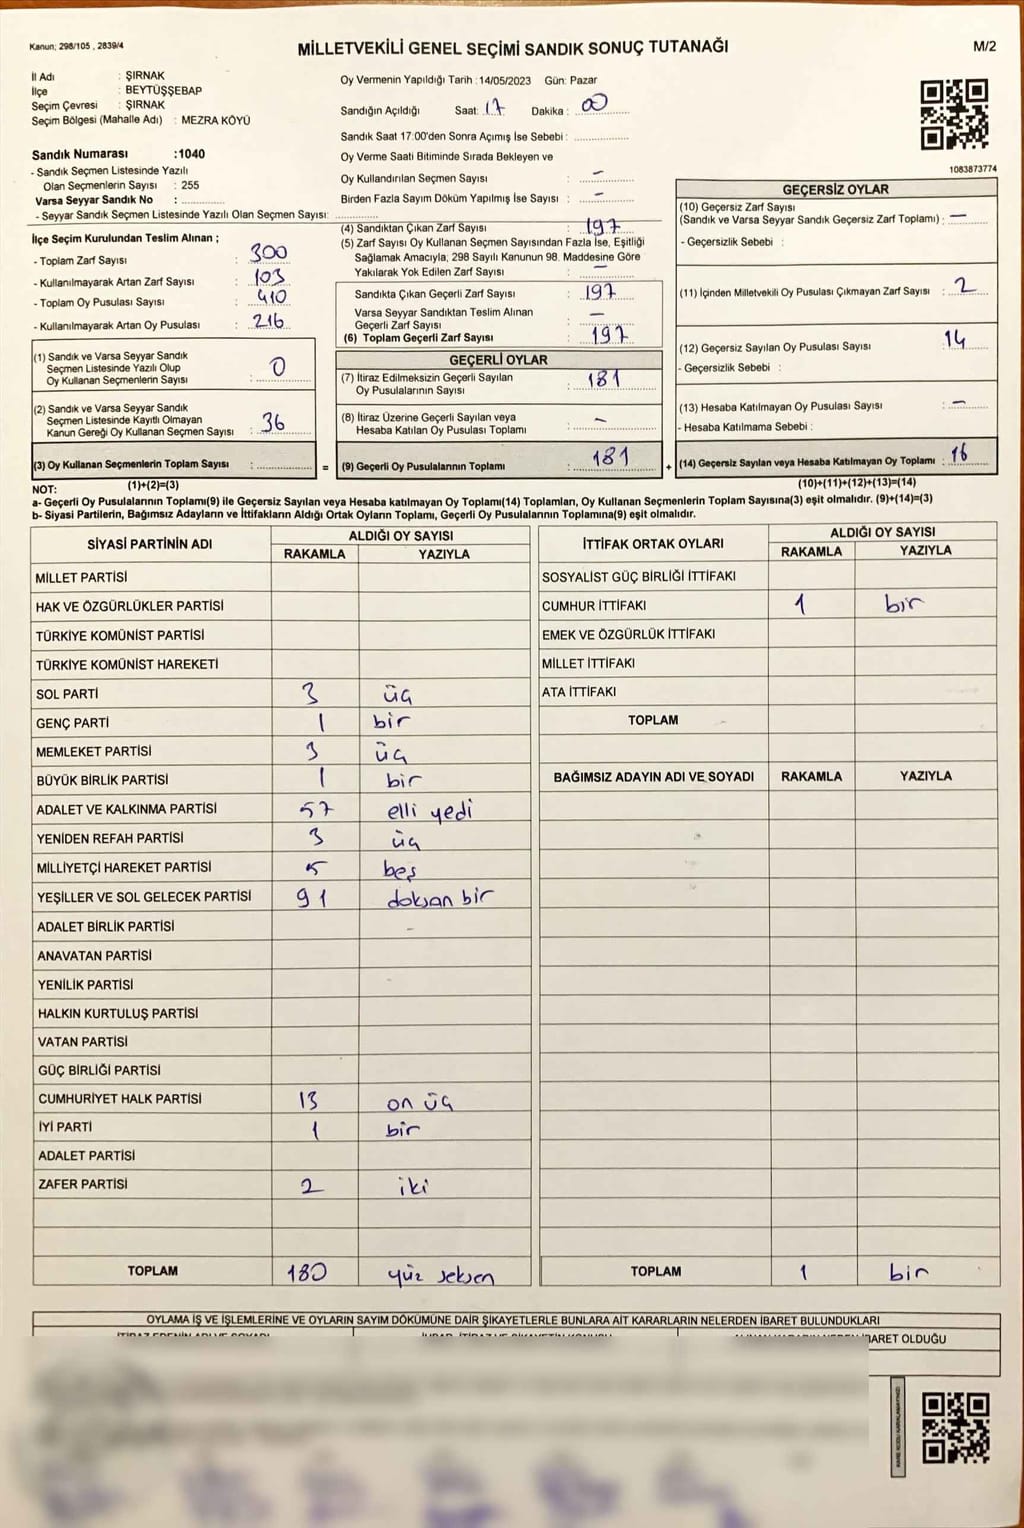 Kanun; 298/105 , 2839/4
MİLLETVEKİLİ GENEL SEÇİMİ SANDIK SONUÇ TUTANAĞI
M/2
İl Adı : ŞIRNAK
İlçe : BEYTÜŞŞEBAP
Seçim Çevresi : ŞIRNAK
Seçim Bölgesi (Mahalle Adı) : MEZRA KÖYÜ
Sandık Numarası :1040
- Sandık Seçmen Listesinde Yazılı
Olan Seçmenlerin Sayısı : 255
Varsa Seyyar Sandık No :
- Seyyar Sandık Seçmen Listesinde Yazılı Olan Seçmen Sayısı:
İlçe Seçim Kurulundan Teslim Alınan ;
- Toplam Zarf Sayısı : 300
- Kullanılmayarak Artan Zarf Sayısı : 103
- Toplam Oy Pusulası Sayısı : 410
- Kullanılmayarak Artan Oy Pusulası : 216
(1) Sandık ve Varsa Seyyar Sandık
Seçmen Listesinde Yazılı Olup
Oy Kullanan Seçmenlerin Sayısı : 0
(2) Sandık ve Varsa Seyyar Sandık
Seçmen Listesinde Kayıtlı Olmayan
Kanun Gereği Oy Kullanan Seçmen Sayısı : 36
(3) Oy Kullanan Seçmenlerin Toplam Sayısı :
Oy Vermenin Yapıldığı Tarih : 14/05/2023 Gün: Pazar
Sandığın Açıldığı Saat: 17 Dakika : 00
Sandık Saat 17:00'den Sonra Açımış İse Sebebi :
Oy Verme Saati Bitiminde Sırada Bekleyen ve
Oy Kullandırılan Seçmen Sayısı : –
Birden Fazla Sayım Döküm Yapılmış İse Sayısı : –
(4) Sandıktan Çıkan Zarf Sayısı : 197
(5) Zarf Sayısı Oy Kullanan Seçmen Sayısından Fazla İse, Eşitliği
Sağlamak Amacıyla, 298 Sayılı Kanunun 98. Maddesine Göre
Yakılarak Yok Edilen Zarf Sayısı : –
Sandıkta Çıkan Geçerli Zarf Sayısı : 197
Varsa Seyyar Sandıktan Teslim Alınan
Geçerli Zarf Sayısı : –
(6) Toplam Geçerli Zarf Sayısı : 197
GEÇERLİ OYLAR
(7) İtiraz Edilmeksizin Geçerli Sayılan
Oy Pusulalarının Sayısı : 181
(8) İtiraz Üzerine Geçerli Sayılan veya
Hesaba Katılan Oy Pusulaları Toplamı : –
= (9) Geçerli Oy Pusulalarının Toplamı : 181
1083873774
GEÇERSİZ OYLAR
(10) Geçersiz Zarf Sayısı
(Sandık ve Varsa Seyyar Sandık Geçersiz Zarf Toplamı) : –
- Geçersizlik Sebebi :
(11) İçinden Milletvekili Oy Pusulası Çıkmayan Zarf Sayısı : 2
(12) Geçersiz Sayılan Oy Pusulası Sayısı : 14
- Geçersizlik Sebebi :
(13) Hesaba Katılmayan Oy Pusulası Sayısı : –
- Hesaba Katılmama Sebebi :
+ (14) Geçersiz Sayılan veya Hesaba Katılmayan Oy Toplamı : 16
NOT: (1)+(2)=(3) (10)+(11)+(12)+(13)=(14)
a- Geçerli Oy Pusulalarının Toplamı(9) ile Geçersiz Sayılan veya Hesaba katılmayan Oy Toplamı(14) Toplamları, Oy Kullanan Seçmenlerin Toplam Sayısına(3) eşit olmalıdır. (9)+(14)=(3)
b- Siyasi Partilerin, Bağımsız Adayların ve İttifakların Aldığı Ortak Oyların Toplamı, Geçerli Oy Pusulalarının Toplamına(9) eşit olmalıdır.
SİYASİ PARTİNİN ADI ALDIĞI OY SAYISI
RAKAMLA YAZIYLA
MİLLET PARTİSİ
HAK VE ÖZGÜRLÜKLER PARTİSİ
TÜRKİYE KOMÜNİST PARTİSİ
TÜRKİYE KOMÜNİST HAREKETİ
SOL PARTİ 3 üç
GENÇ PARTİ 1 bir
MEMLEKET PARTİSİ 3 üç
BÜYÜK BİRLİK PARTİSİ 1 bir
ADALET VE KALKINMA PARTİSİ 57 elli yedi
YENİDEN REFAH PARTİSİ 3 üç
MİLLİYETÇİ HAREKET PARTİSİ 5 beş
YEŞİLLER VE SOL GELECEK PARTİSİ 91 doksan bir
ADALET BİRLİK PARTİSİ
ANAVATAN PARTİSİ
YENİLİK PARTİSİ
HALKIN KURTULUŞ PARTİSİ
VATAN PARTİSİ
GÜÇ BİRLİĞİ PARTİSİ
CUMHURİYET HALK PARTİSİ 13 on üç
İYİ PARTİ 1 bir
ADALET PARTİSİ
ZAFER PARTİSİ 2 iki
TOPLAM 180 yüz seksen
İTTİFAK ORTAK OYLARI ALDIĞI OY SAYISI
RAKAMLA YAZIYLA
SOSYALİST GÜÇ BİRLİĞİ İTTİFAKI
CUMHUR İTTİFAKI 1 bir
EMEK VE ÖZGÜRLÜK İTTİFAKI
MİLLET İTTİFAKI
ATA İTTİFAKI
TOPLAM
BAĞIMSIZ ADAYIN ADI VE SOYADI RAKAMLA YAZIYLA
TOPLAM 1 bir
OYLAMA İŞ VE İŞLEMLERİNE VE OYLARIN SAYIM DÖKÜMÜNE DAİR ŞİKAYETLERLE BUNLARA AİT KARARLARIN NELERDEN İBARET BULUNDUKLARI
İBARET OLDUĞU
KARE KODU KARALAMAYINIZ!